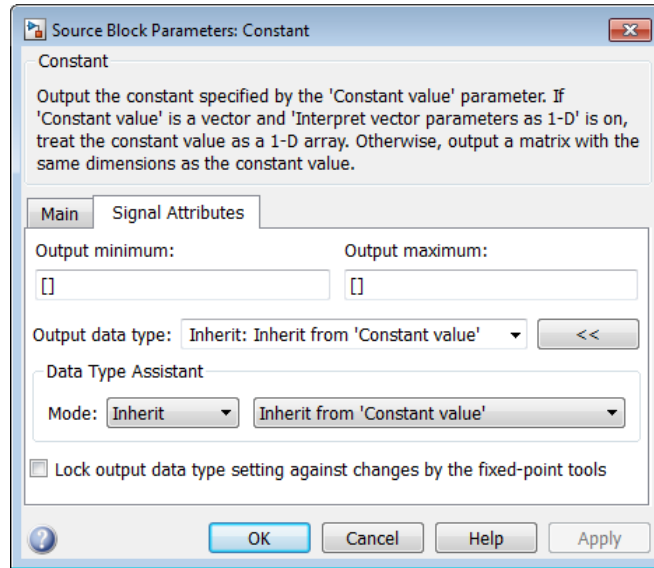 Source Block Parameters: Constant
Constant
Output the constant specified by the 'Constant value' parameter. If
'Constant value' is a vector and 'Interpret vector parameters as 1-D' is on,
treat the constant value as a 1-D array. Otherwise, output a matrix with the
same dimensions as the constant value.
Main Signal Attributes
Output minimum: Output maximum:
[] []
Output data type: Inherit: Inherit from 'Constant value' <<
Data Type Assistant
Mode: Inherit Inherit from 'Constant value'
Lock output data type setting against changes by the fixed-point tools
? OK Cancel Help Apply